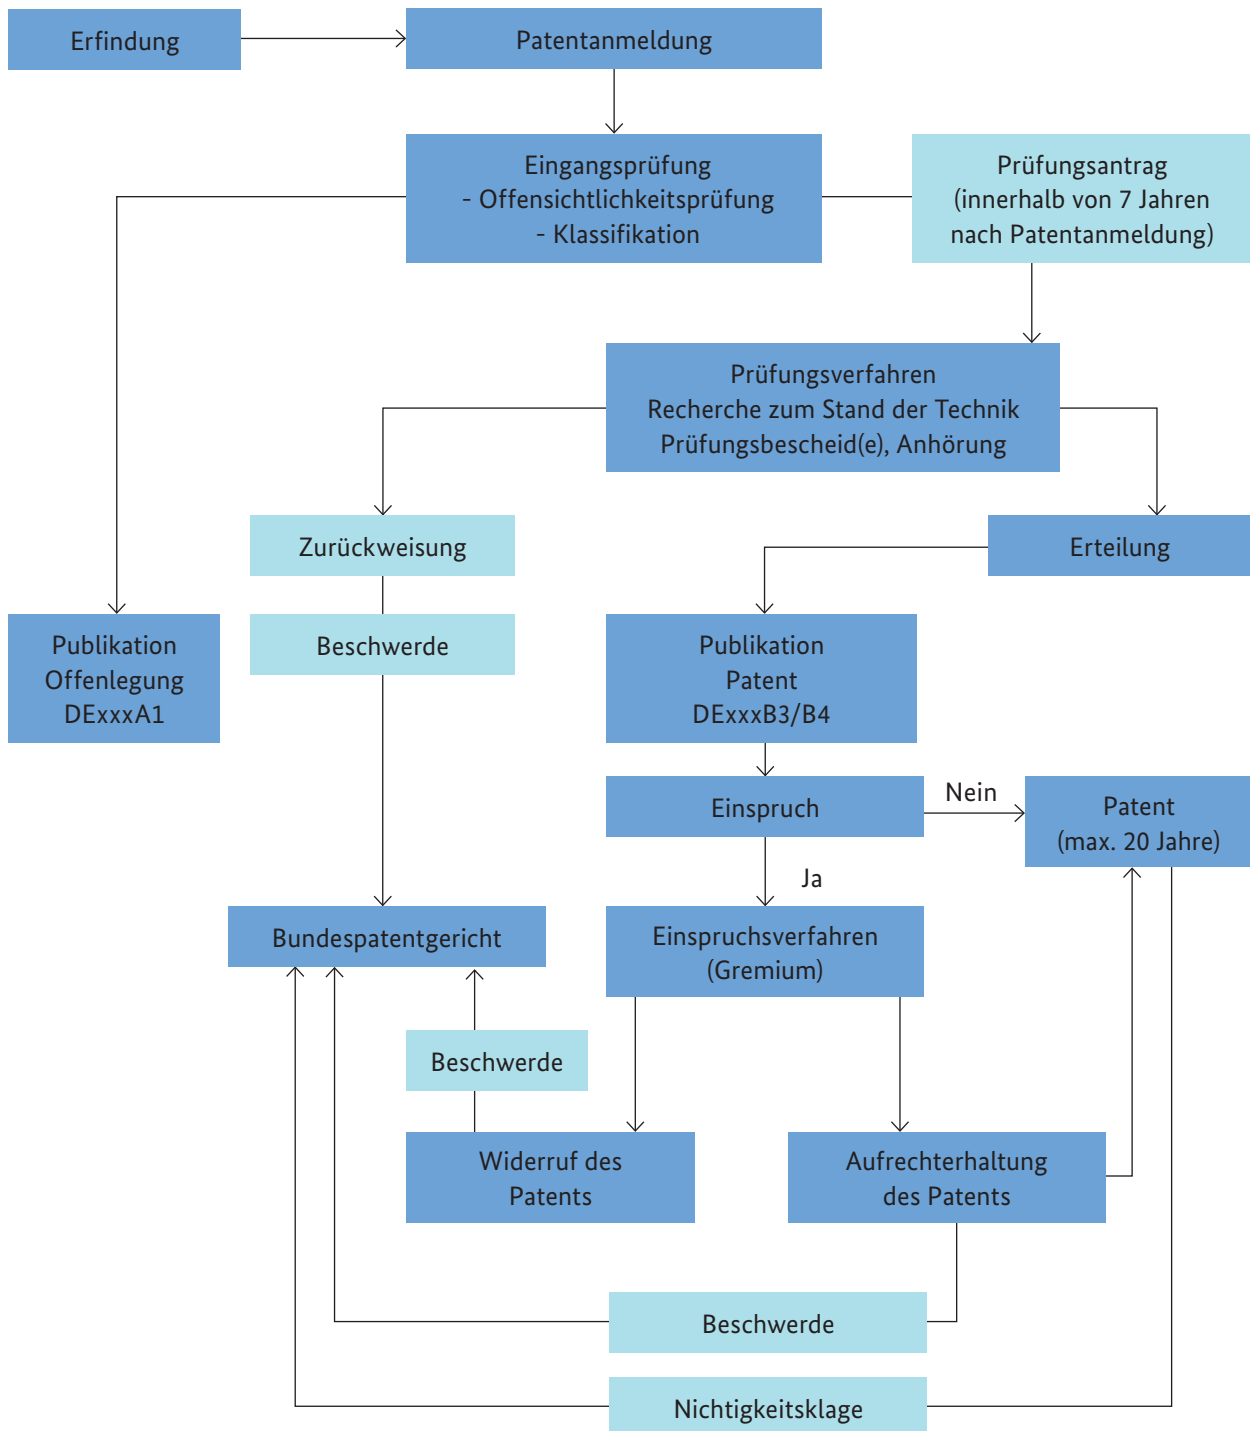 Erfindung
Patentanmeldung
Eingangsprüfung
- Offensichtlichkeitsprüfung
- Klassifikation
Prüfungsantrag
(innerhalb von 7 Jahren
nach Patentanmeldung)
Prüfungsverfahren
Recherche zum Stand der Technik
Prüfungsbescheid(e), Anhörung
Zurückweisung
Erteilung
Publikation
Offenlegung
DExxxA1
Beschwerde
Publikation
Patent
DExxxB3/B4
Einspruch
Nein
Patent
(max. 20 Jahre)
Ja
Bundespatentgericht
Einspruchsverfahren
(Gremium)
Beschwerde
Widerruf des
Patents
Aufrechterhaltung
des Patents
Beschwerde
Nichtigkeitsklage